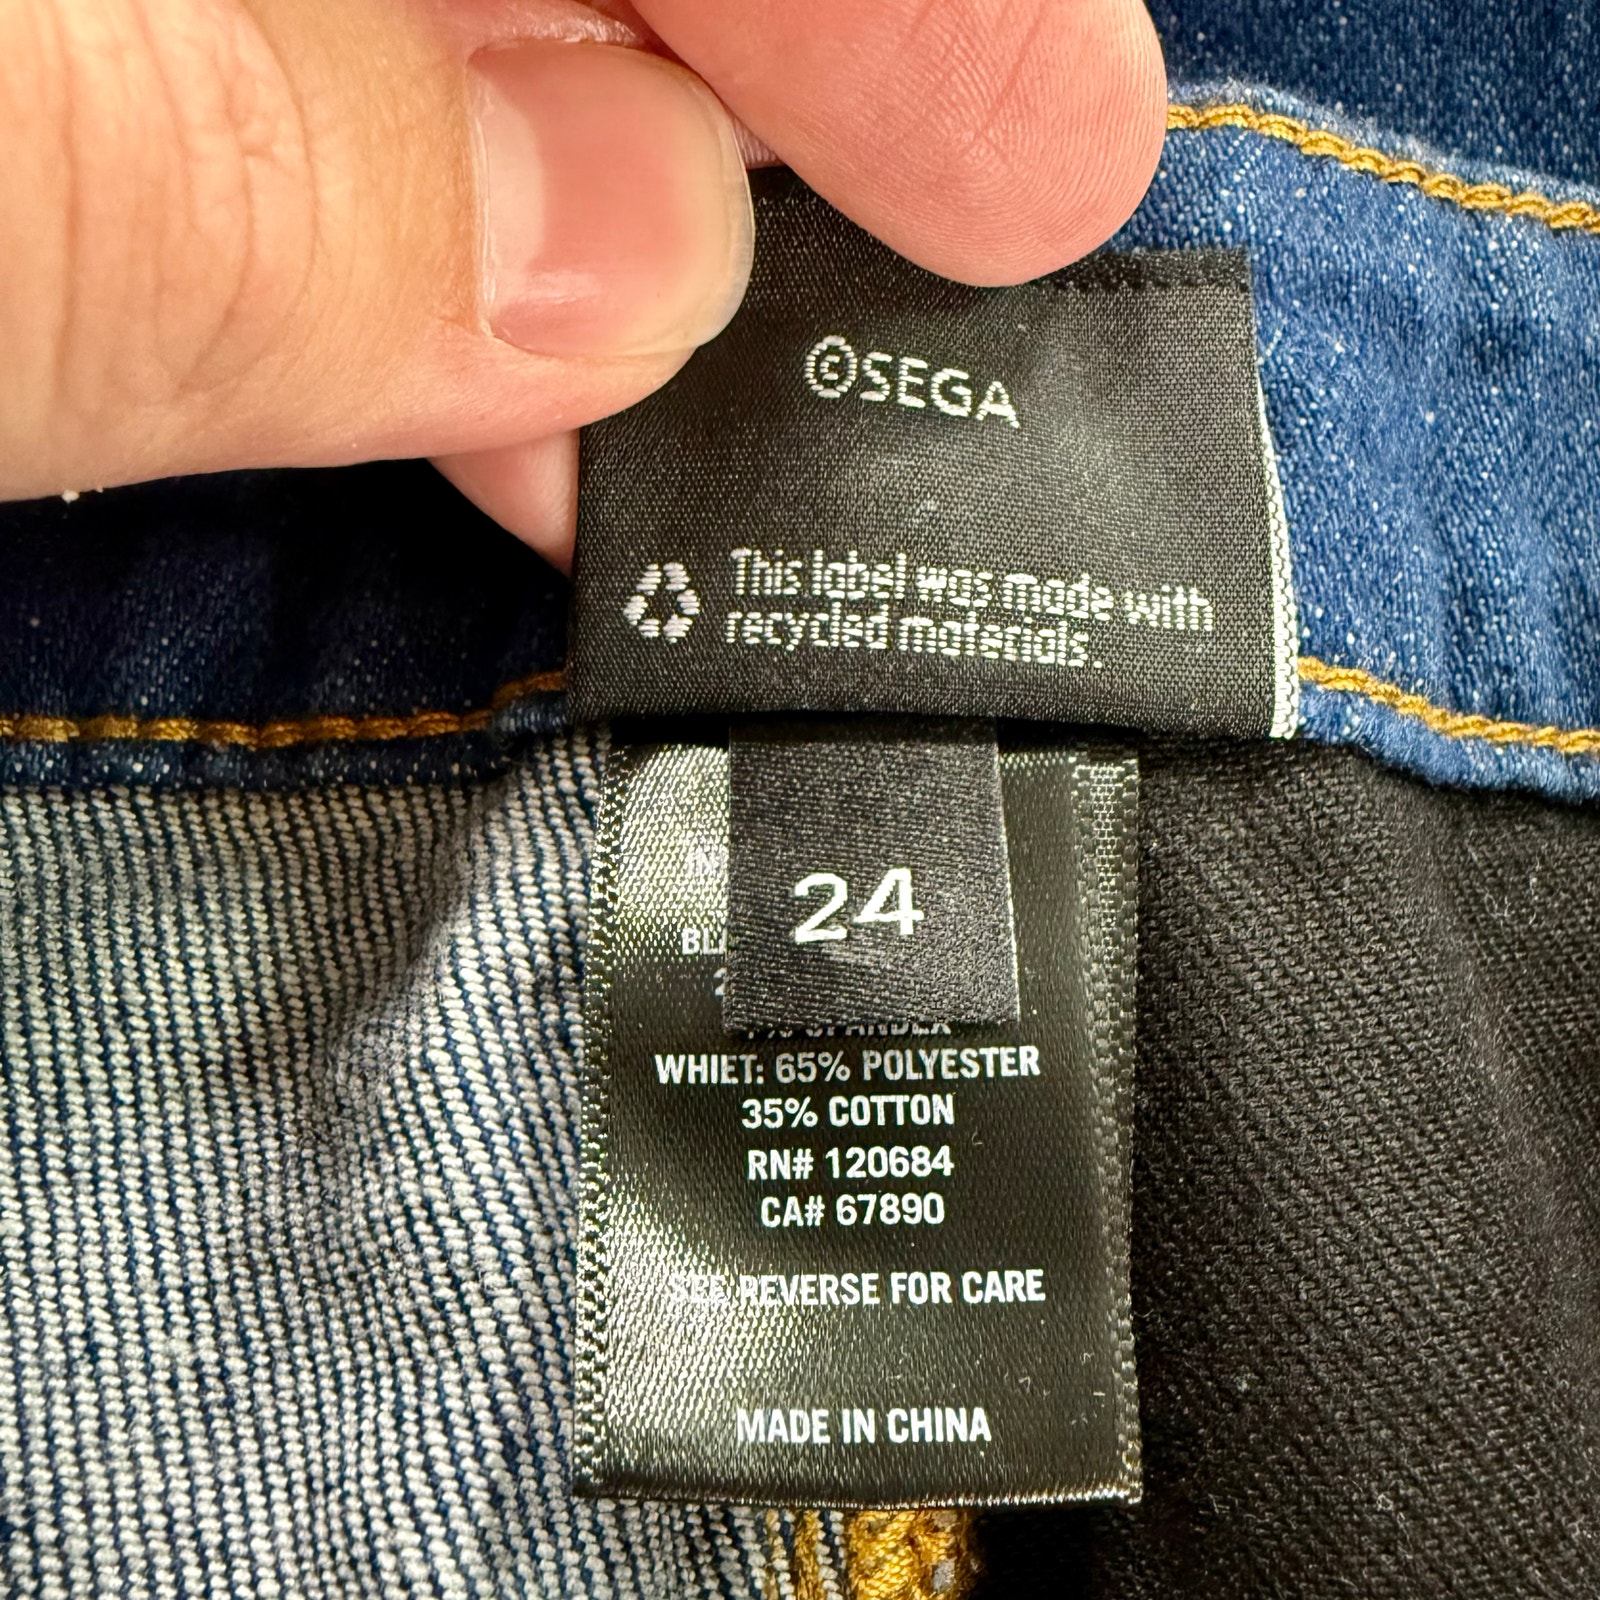 ©SEGA
This label was made with
recycled materials.
24
SPANDEX
WHIET: 65% POLYESTER
35% COTTON
RN# 120684
CA# 67890
SEE REVERSE FOR CARE
MADE IN CHINA